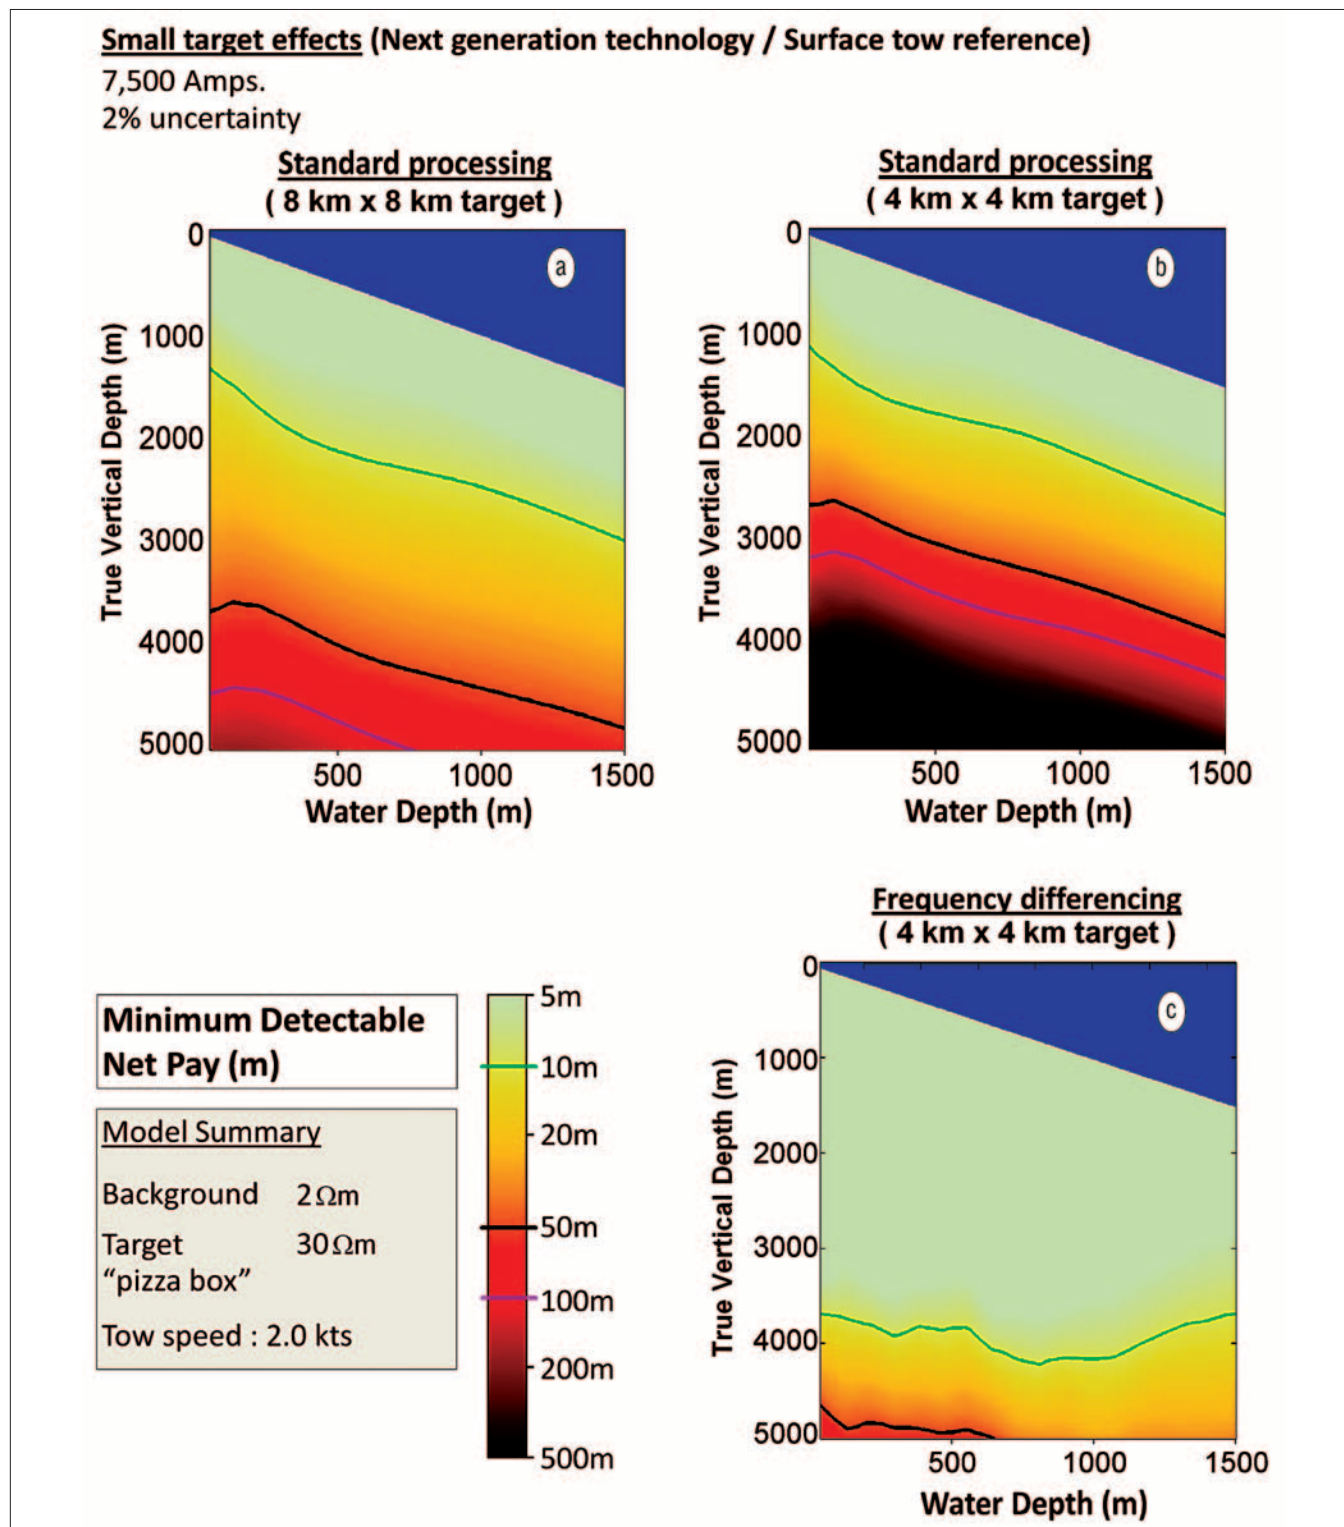 Small target effects (Next generation technology / Surface tow reference)
7,500 Amps.
2% uncertainty
Standard processing
( 8 km x 8 km target )
a
0
1000
2000
3000
4000
5000
True Vertical Depth (m)
500 1000 1500
Water Depth (m)
Standard processing
( 4 km x 4 km target )
b
0
1000
2000
3000
4000
5000
True Vertical Depth (m)
500 1000 1500
Water Depth (m)
Minimum Detectable
Net Pay (m)
Model Summary
Background 2Ωm
Target 30Ωm
“pizza box”
Tow speed : 2.0 kts
5m
10m
20m
50m
100m
200m
500m
Frequency differencing
( 4 km x 4 km target )
c
0
1000
2000
3000
4000
5000
True Vertical Depth (m)
500 1000 1500
Water Depth (m)